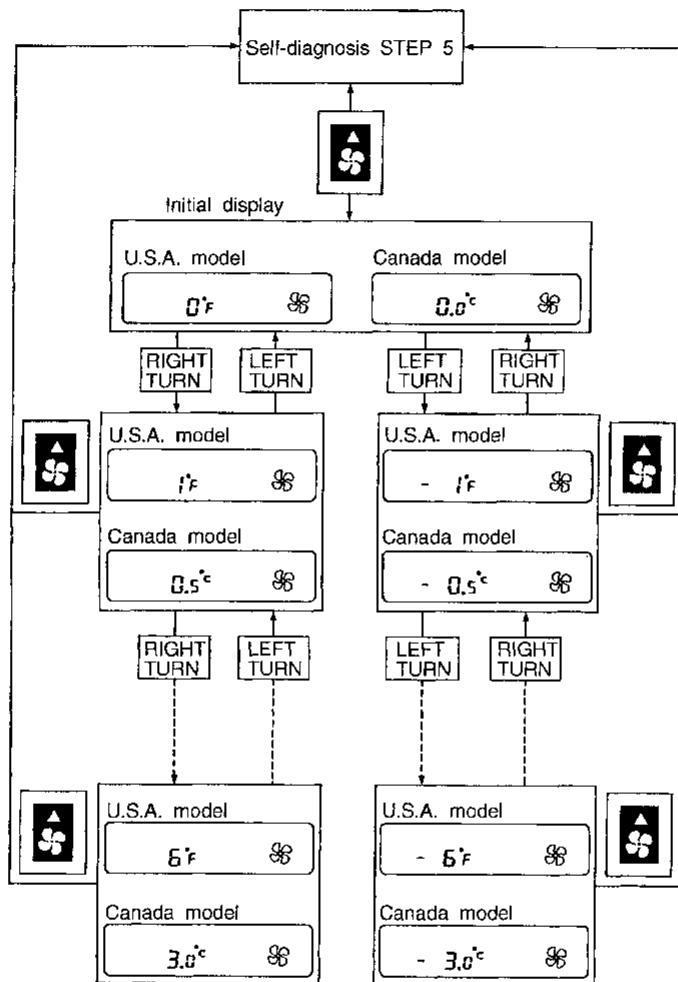 Self-diagnosis STEP 5
Initial display
U.S.A. model
Canada model
0°F
0.0°c
RIGHT TURN
LEFT TURN
LEFT TURN
RIGHT TURN
U.S.A. model
1°F
Canada model
0.5°c
U.S.A. model
- 1°F
Canada model
- 0.5°c
RIGHT TURN
LEFT TURN
LEFT TURN
RIGHT TURN
U.S.A. model
6°F
Canada model
3.0°c
U.S.A. model
- 6°F
Canada model
- 3.0°c